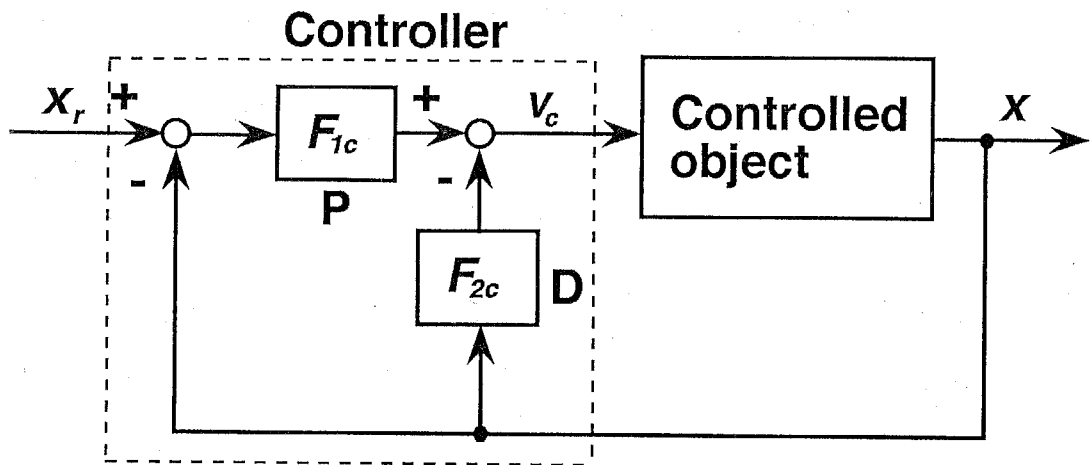 Controller
X_r
+
-
F_1c
P
+
-
V_c
Controlled
object
X
F_2c
D